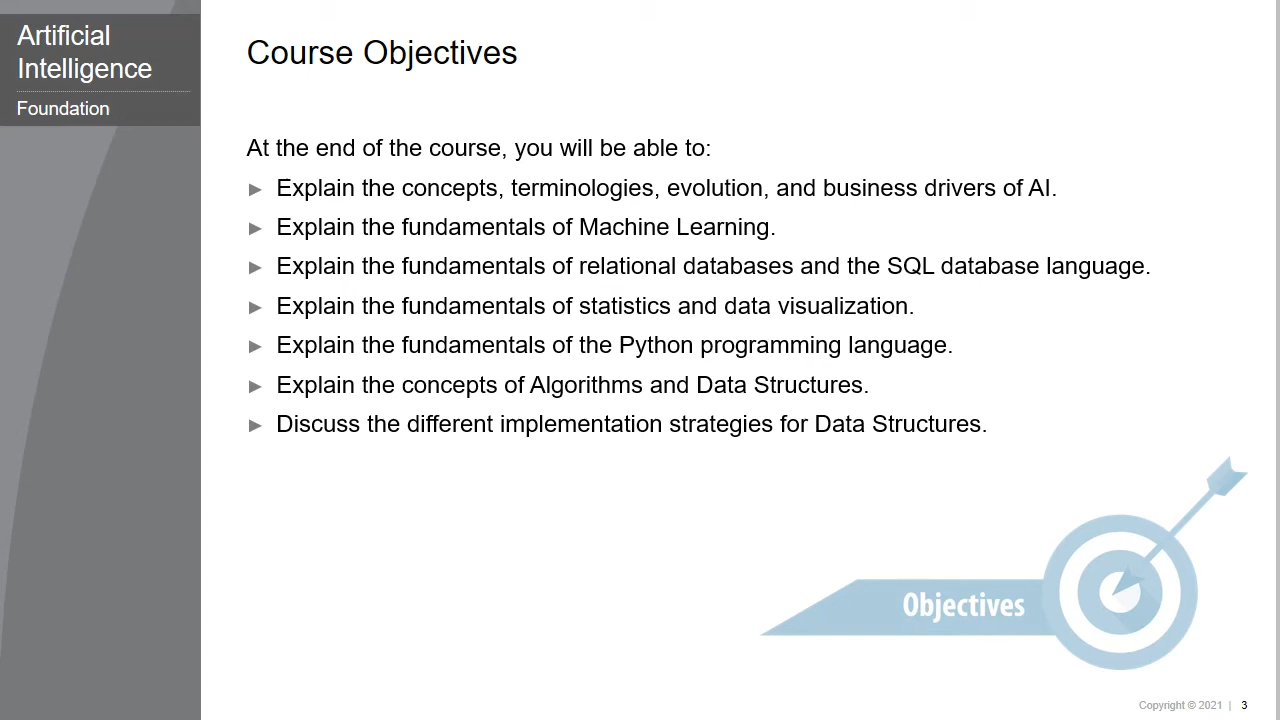 Artificial
Intelligence
Foundation
Course Objectives
At the end of the course, you will be able to:
► Explain the concepts, terminologies, evolution, and business drivers of AI.
► Explain the fundamentals of Machine Learning.
► Explain the fundamentals of relational databases and the SQL database language.
► Explain the fundamentals of statistics and data visualization.
► Explain the fundamentals of the Python programming language.
► Explain the concepts of Algorithms and Data Structures.
► Discuss the different implementation strategies for Data Structures.
Objectives
Copyright © 2021 | 3